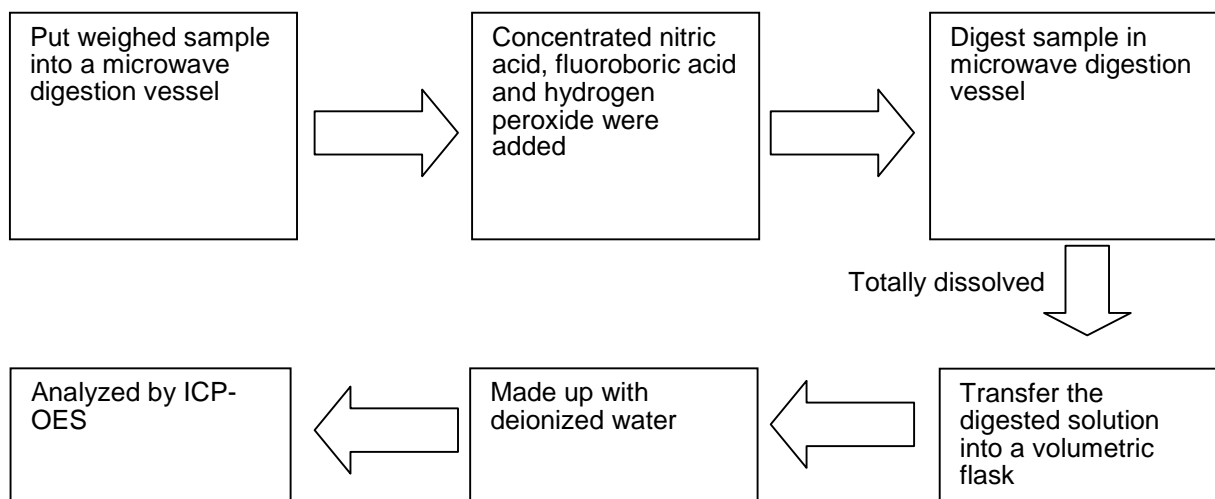 Put weighed sample
into a microwave
digestion vessel
Concentrated nitric
acid, fluoroboric acid
and hydrogen
peroxide were
added
Digest sample in
microwave digestion
vessel
Totally dissolved
Transfer the
digested solution
into a volumetric
flask
Made up with
deionized water
Analyzed by ICP-
OES